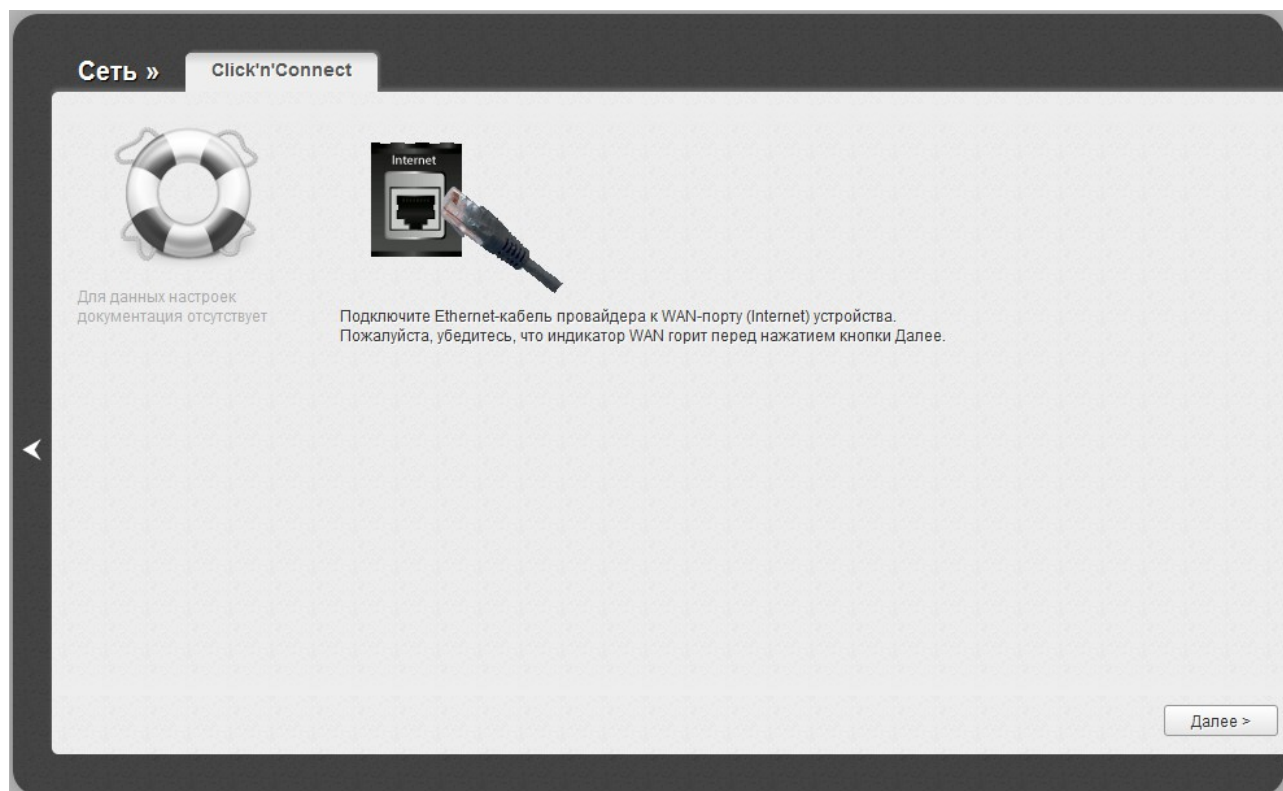 Сеть »
Click'n'Connect
Internet
Для данных настроек
документация отсутствует
Подключите Ethernet-кабель провайдера к WAN-порту (Internet) устройства.
Пожалуйста, убедитесь, что индикатор WAN горит перед нажатием кнопки Далее.
Далее >